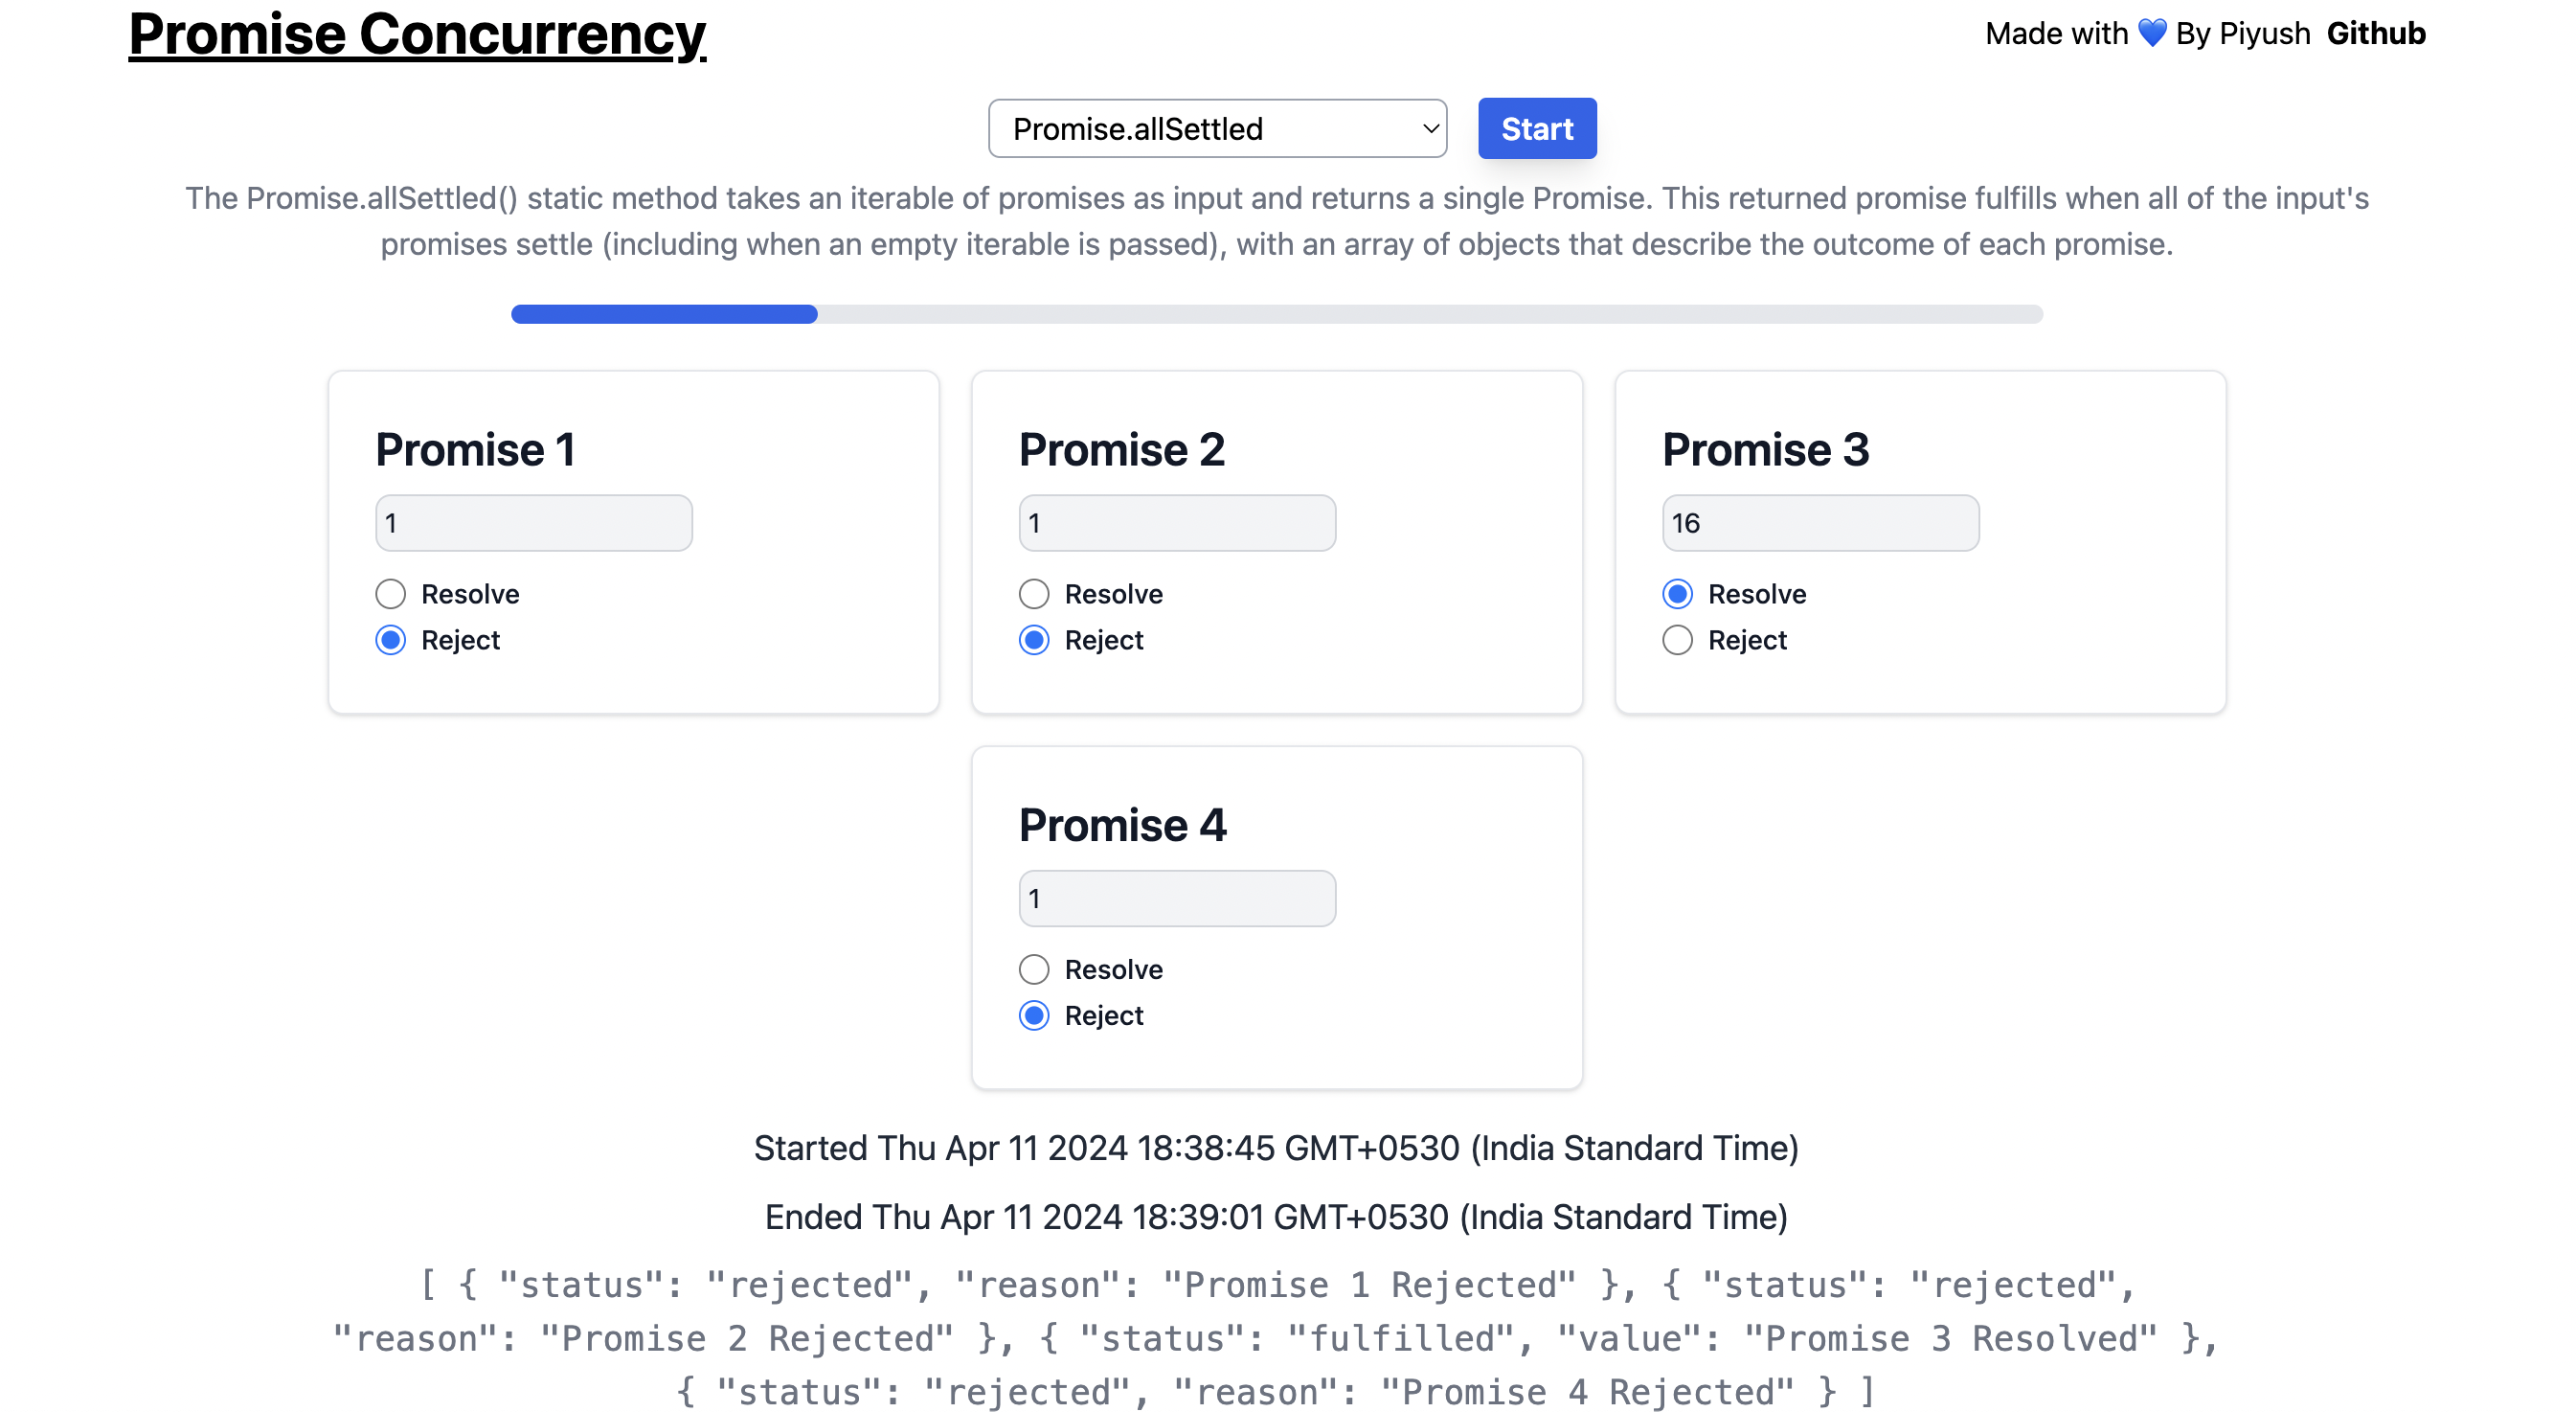 Promise Concurrency
Made with 💙 By Piyush Github
Promise.allSettled
Start
The Promise.allSettled() static method takes an iterable of promises as input and returns a single Promise. This returned promise fulfills when all of the input's
promises settle (including when an empty iterable is passed), with an array of objects that describe the outcome of each promise.
Promise 1
1
Resolve
Reject
Promise 2
1
Resolve
Reject
Promise 3
16
Resolve
Reject
Promise 4
1
Resolve
Reject
Started Thu Apr 11 2024 18:38:45 GMT+0530 (India Standard Time)
Ended Thu Apr 11 2024 18:39:01 GMT+0530 (India Standard Time)
[ { "status": "rejected", "reason": "Promise 1 Rejected" }, { "status": "rejected",
"reason": "Promise 2 Rejected" }, { "status": "fulfilled", "value": "Promise 3 Resolved" },
{ "status": "rejected", "reason": "Promise 4 Rejected" } ]